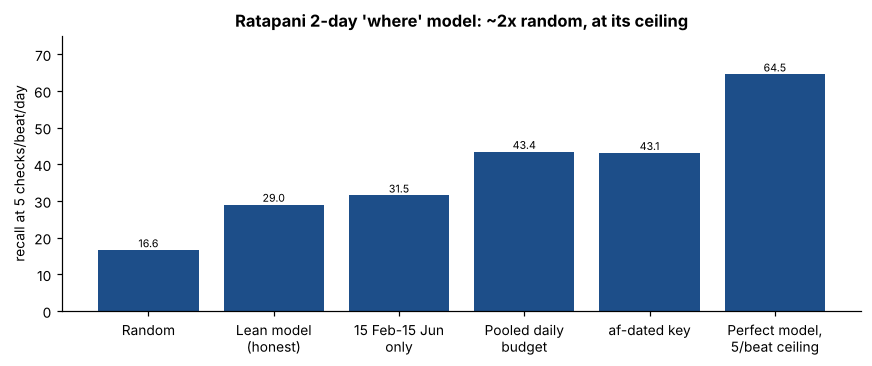 Ratapani 2-day 'where' model: ~2x random, at its ceiling
recall at 5 checks/beat/day
70
60
50
40
30
20
10
0
16.6
29.0
31.5
43.4
43.1
64.5
Random
Lean model
(honest)
15 Feb-15 Jun
only
Pooled daily
budget
af-dated key
Perfect model,
5/beat ceiling